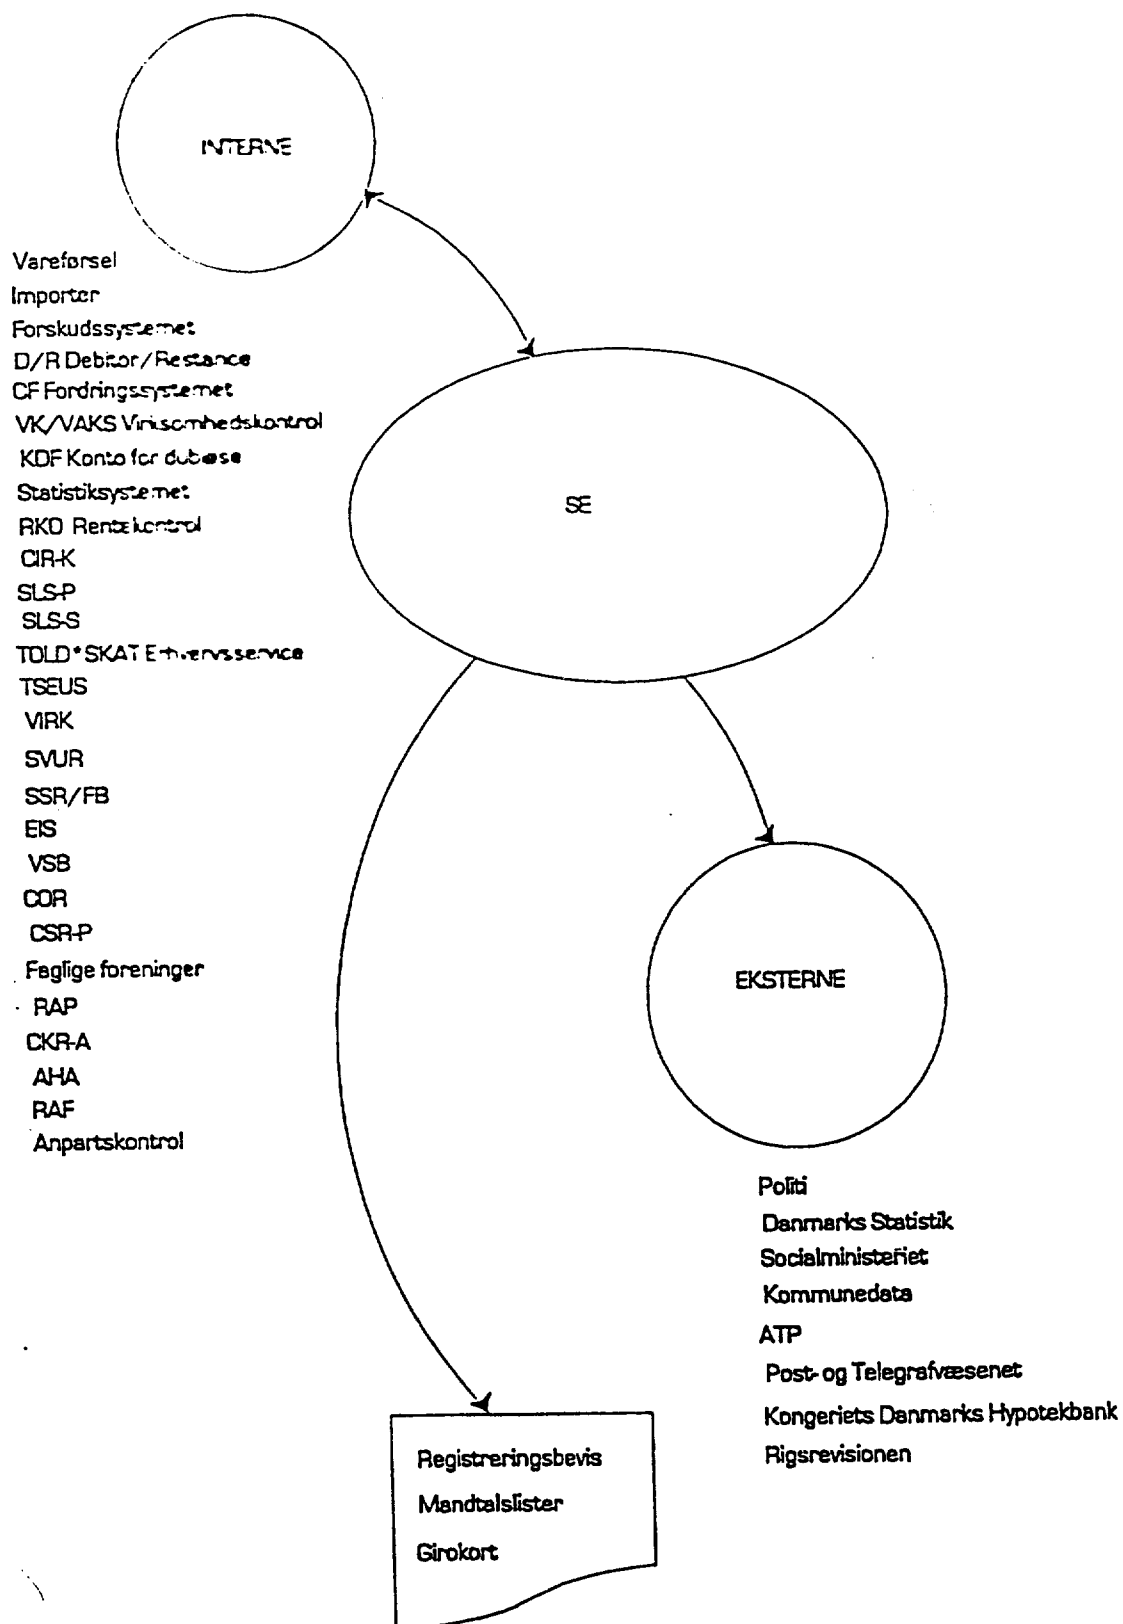 INTERNE
Vareførsel
Importer
Forskudssystemet
D/R Debitor/Restance
CF Fordringssystemet
VK/VAKS Virksomhedskontrol
KDF Konto for dubiøse
Statistiksystemet
RKO Rentekontrol
CIR-K
SLS-P
SLS-S
TOLD*SKAT Erhvervsservice
TSEUS
VIRK
SVUR
SSR/FB
EIS
VSB
COR
CSR-P
Faglige foreninger
RAP
CKR-A
AHA
RAF
Anpartskontrol
SE
EKSTERNE
Politi
Danmarks Statistik
Socialministeriet
Kommunedata
ATP
Post- og Telegrafvæsenet
Kongeriets Danmarks Hypotekbank
Rigsrevisionen
Registreringsbevis
Mandtalslister
Girokort